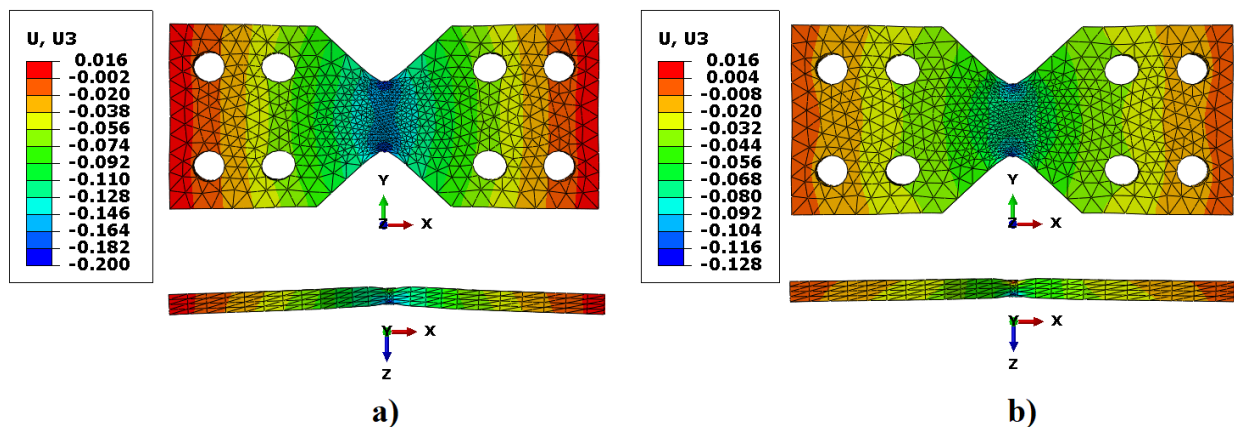 U, U3
0.016
-0.002
-0.020
-0.038
-0.056
-0.074
-0.092
-0.110
-0.128
-0.146
-0.164
-0.182
-0.200
Y
Z X
Y X
Z
a)
U, U3
0.016
0.004
-0.008
-0.020
-0.032
-0.044
-0.056
-0.068
-0.080
-0.092
-0.104
-0.116
-0.128
Y
Z X
Y X
Z
b)